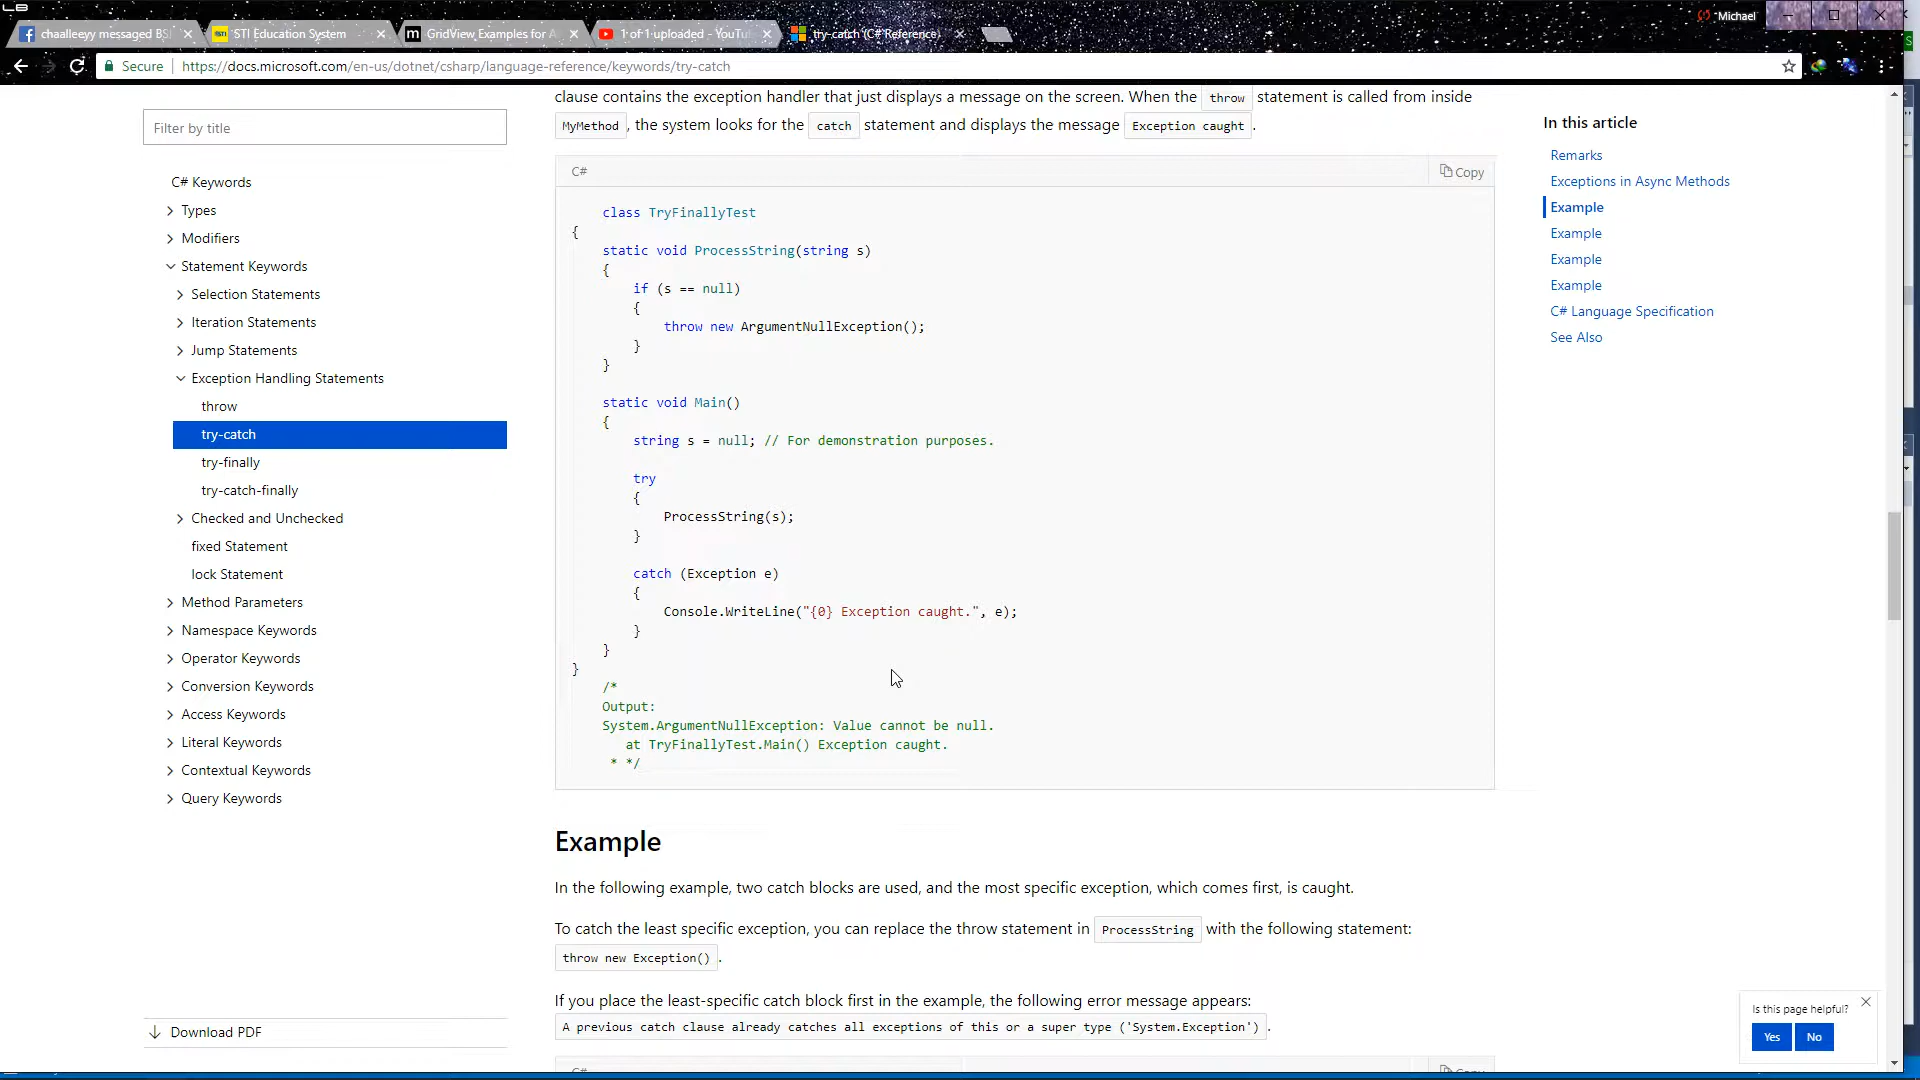 Michael
chaalleeyy messaged BS
STI Education System
GridView Examples for A
1 of 1 uploaded - YouTu
try-catch (C# Reference)
Secure | https://docs.microsoft.com/en-us/dotnet/csharp/language-reference/keywords/try-catch
Filter by title
C# Keywords
Types
Modifiers
Statement Keywords
Selection Statements
Iteration Statements
Jump Statements
Exception Handling Statements
throw
try-catch
try-finally
try-catch-finally
Checked and Unchecked
fixed Statement
lock Statement
Method Parameters
Namespace Keywords
Operator Keywords
Conversion Keywords
Access Keywords
Literal Keywords
Contextual Keywords
Query Keywords
Download PDF
clause contains the exception handler that just displays a message on the screen. When the throw statement is called from inside
MyMethod , the system looks for the catch statement and displays the message Exception caught .
C#
Copy
class TryFinallyTest
{
static void ProcessString(string s)
{
if (s == null)
{
throw new ArgumentNullException();
}
}
static void Main()
{
string s = null; // For demonstration purposes.
try
{
ProcessString(s);
}
catch (Exception e)
{
Console.WriteLine("{0} Exception caught.", e);
}
}
}
/*
Output:
System.ArgumentNullException: Value cannot be null.
at TryFinallyTest.Main() Exception caught.
* */
Example
In the following example, two catch blocks are used, and the most specific exception, which comes first, is caught.
To catch the least specific exception, you can replace the throw statement in ProcessString with the following statement:
throw new Exception() .
If you place the least-specific catch block first in the example, the following error message appears:
A previous catch clause already catches all exceptions of this or a super type ('System.Exception') .
In this article
Remarks
Exceptions in Async Methods
Example
Example
Example
Example
C# Language Specification
See Also
Is this page helpful?
Yes
No